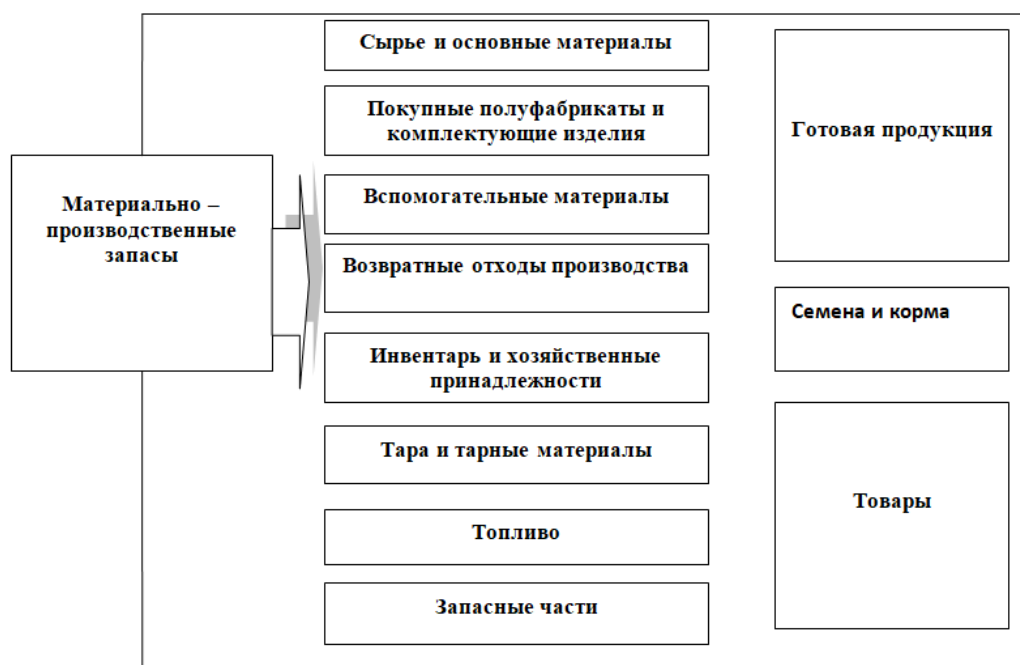 Материально –
производственные
запасы
Сырье и основные материалы
Покупные полуфабрикаты и
комплектующие изделия
Вспомогательные материалы
Возвратные отходы производства
Инвентарь и хозяйственные
принадлежности
Тара и тарные материалы
Топливо
Запасные части
Готовая продукция
Семена и корма
Товары